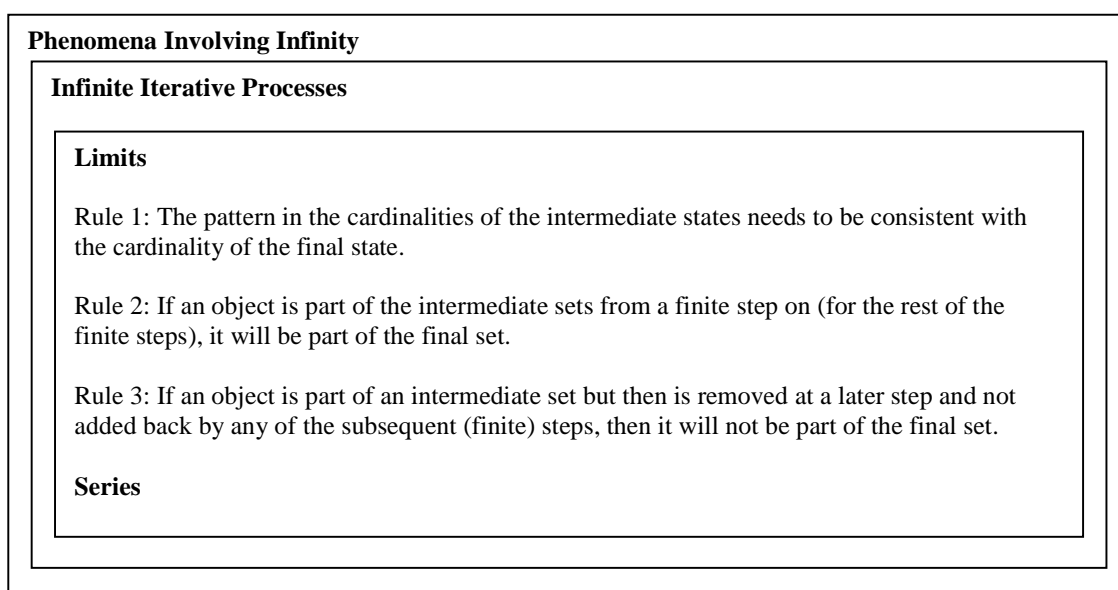 Phenomena Involving Infinity
Infinite Iterative Processes
Limits
Rule 1: The pattern in the cardinalities of the intermediate states needs to be consistent with
the cardinality of the final state.
Rule 2: If an object is part of the intermediate sets from a finite step on (for the rest of the
finite steps), it will be part of the final set.
Rule 3: If an object is part of an intermediate set but then is removed at a later step and not
added back by any of the subsequent (finite) steps, then it will not be part of the final set.
Series